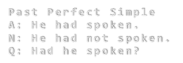 Past Perfect Simple
A: He had spoken.
N: He had not spoken.
Q: Had he spoken?